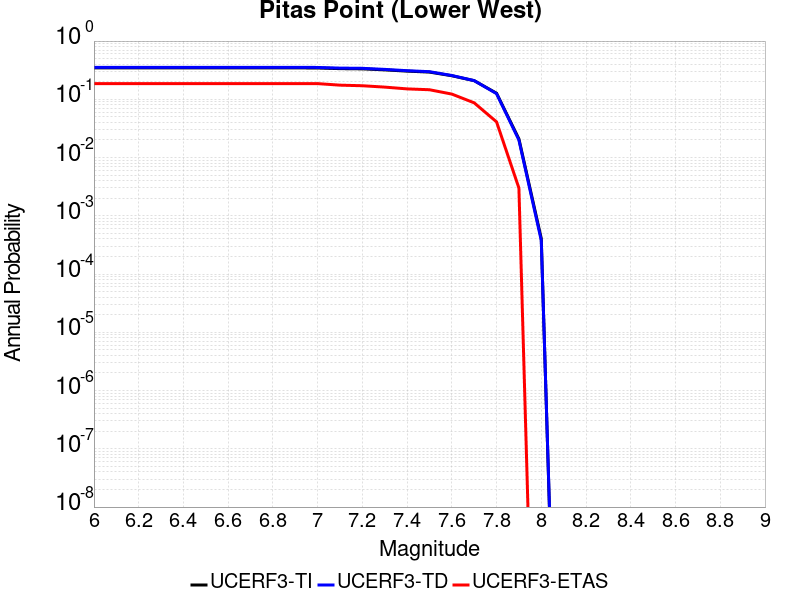 Pitas Point (Lower West)
Annual Probability
10^0
10^-1
10^-2
10^-3
10^-4
10^-5
10^-6
10^-7
10^-8
6 6.2 6.4 6.6 6.8 7 7.2 7.4 7.6 7.8 8 8.2 8.4 8.6 8.8 9
Magnitude
UCERF3-TI UCERF3-TD UCERF3-ETAS